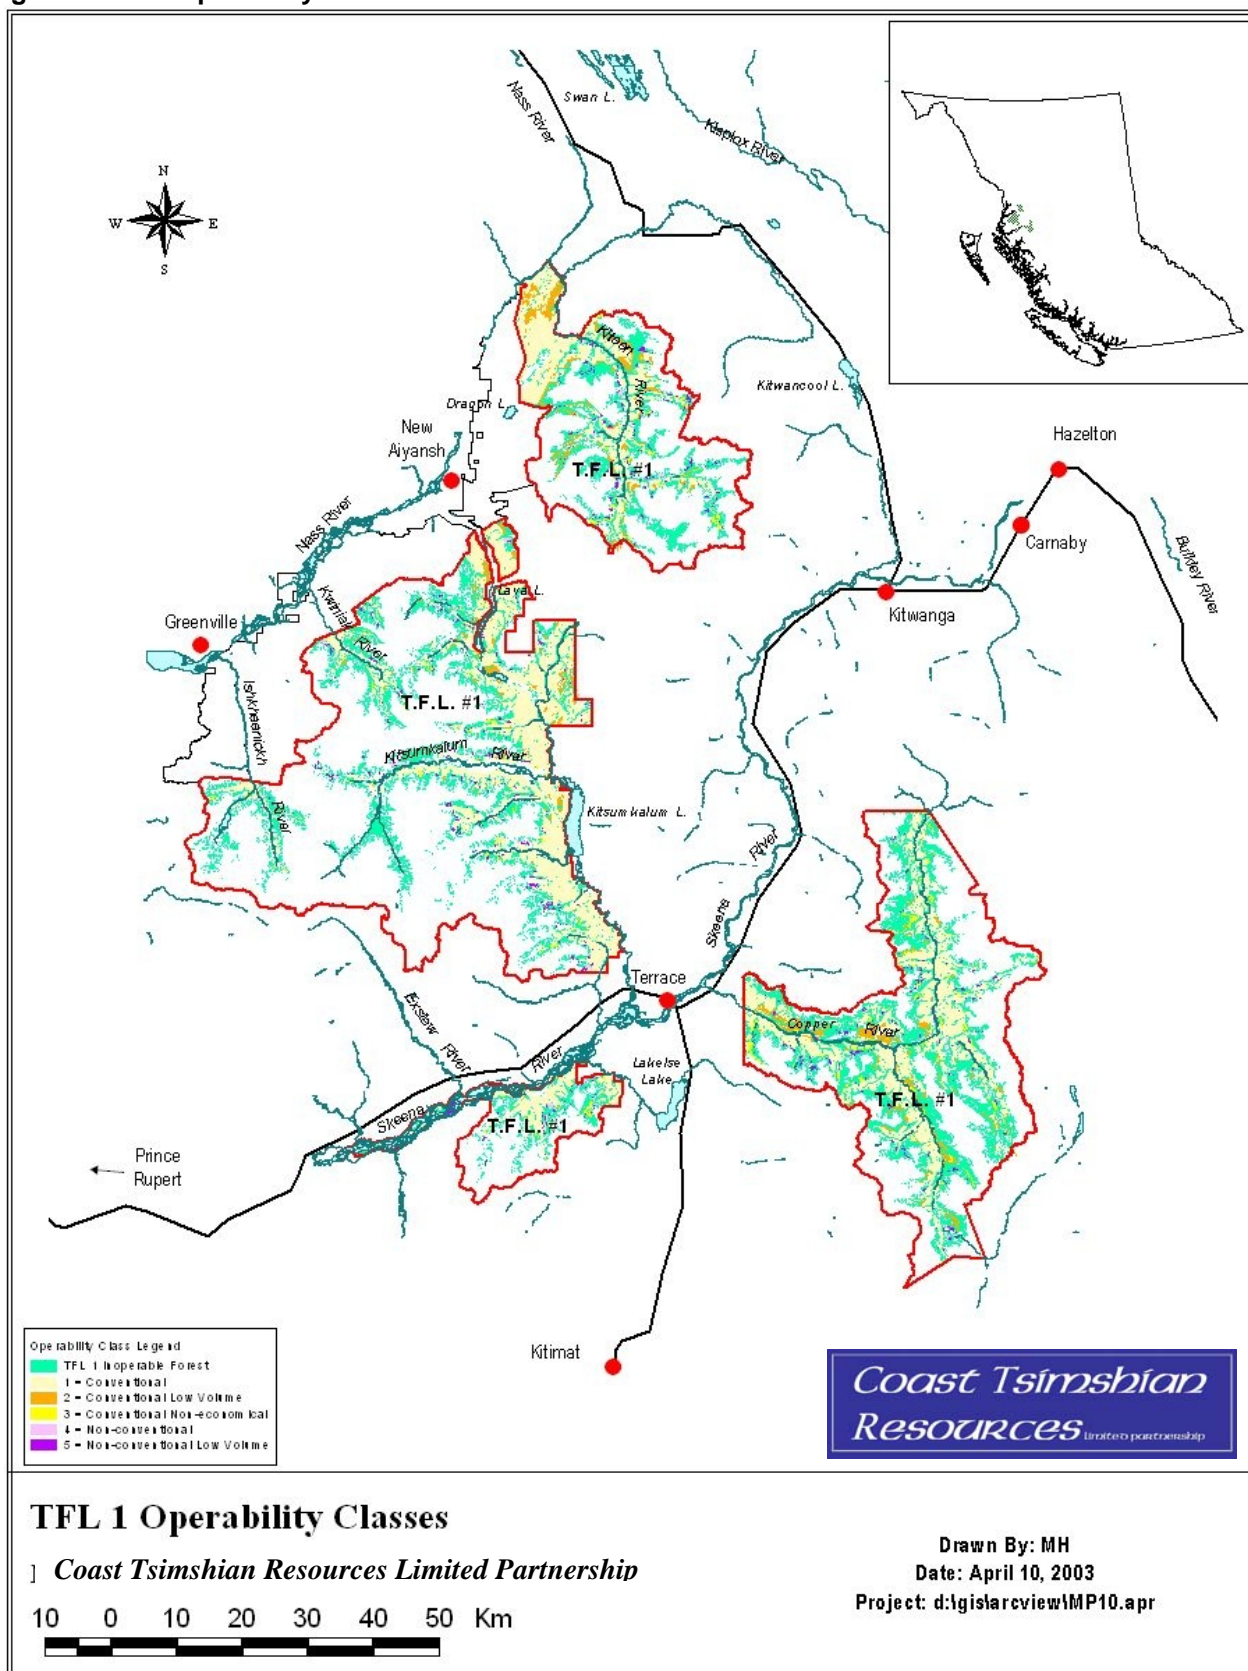 Swan L.
Nass River
Kispiox River
N
W E
S
Kiteen
River
Kitwancool L.
Dragon L.
New
Aiyansh
Hazelton
T.F.L. #1
Nass River
Carnaby
Bulkley River
Lava L.
Kwiniak
River
Kitwanga
Greenville
Ishkheenickh
River
T.F.L. #1
Kitsumkalum River
Kitsumkalum L.
Skeena River
Terrace
Exstew River
Copper River
Lakelse
Lake
T.F.L. #1
Skeena River
T.F.L. #1
Prince
Rupert
Kitimat
Operability Class Legend
TFL 1 Inoperable Forest
1 - Conventional
2 - Conventional Low Volume
3 - Conventional Non-economical
4 - Non-conventional
5 - Non-conventional Low Volume
Coast Tsimshian
Resources limited partnership
TFL 1 Operability Classes
Coast Tsimshian Resources Limited Partnership
10 0 10 20 30 40 50 Km
Drawn By: MH
Date: April 10, 2003
Project: d:\gis\arcview\MP10.apr